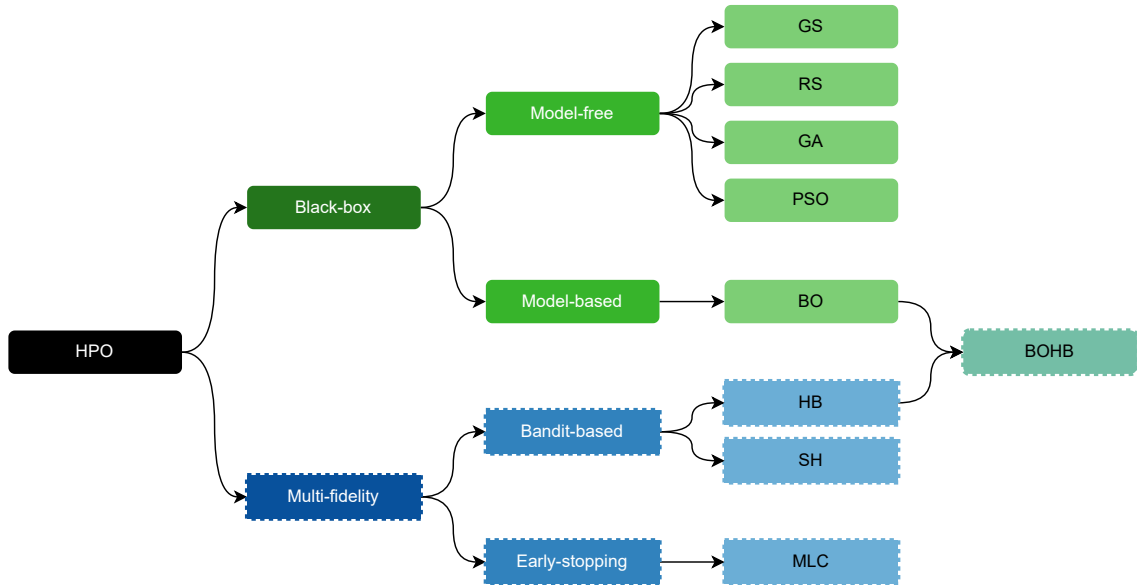 GS
RS
Model-free
GA
PSO
Black-box
Model-based
BO
HPO
BOHB
HB
Bandit-based
SH
Multi-fidelity
Early-stopping
MLC